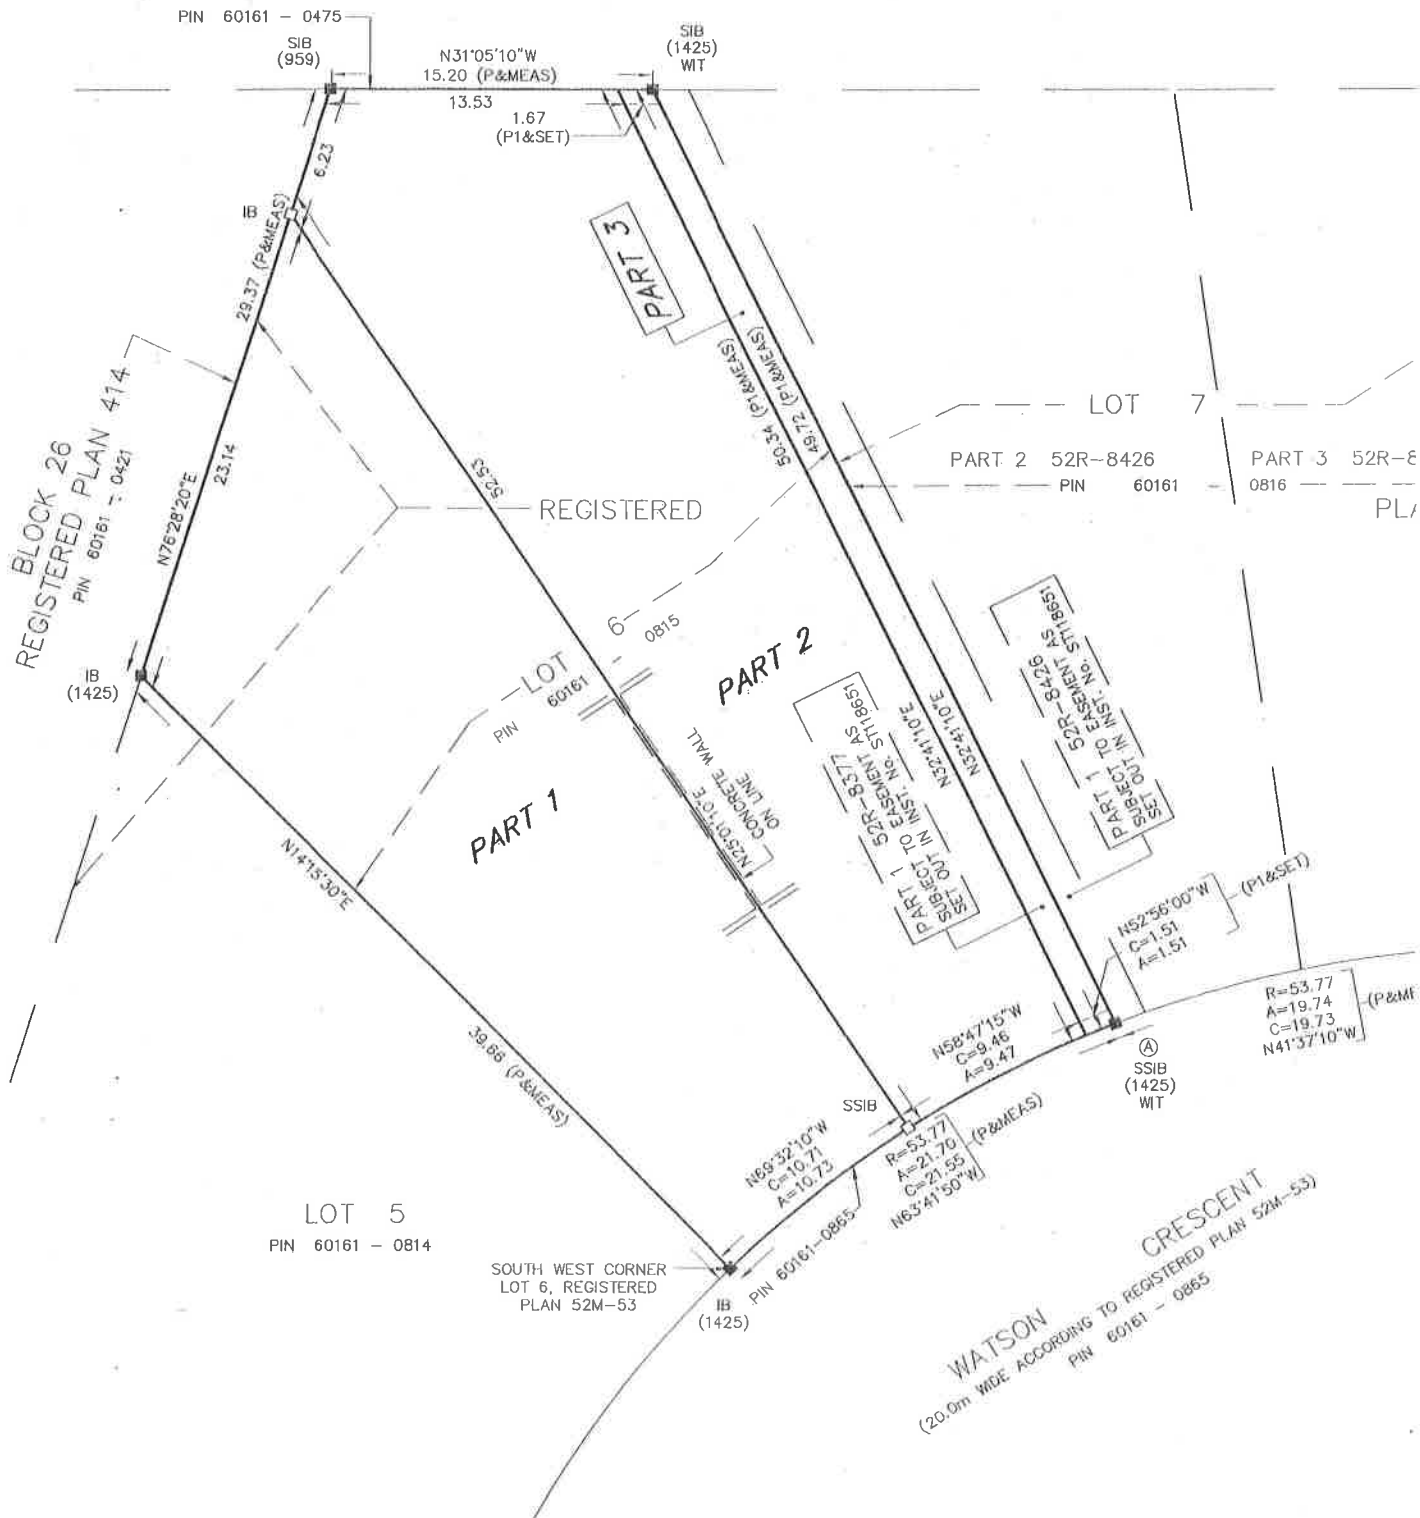 PIN 60161 - 0475
SIB
(959)
N31°05'10"W
15.20 (P&MEAS)
13.53
1.67
(P1&SET)
SIB
(1425)
WIT
6.23
IB
29.37 (P&MEAS)
PART 3
BLOCK 26
REGISTERED PLAN 414
PIN 60161 - 0421
N76°28'20"E
23.14
52.53
50.34 (P1&MEAS)
49.72 (P1&MEAS)
LOT 7
PART 2 52R-8426
PART 3 52R-8
PIN 60161 - 0816
PLA
REGISTERED
IB
(1425)
LOT 6
PIN 60161 - 0815
PART 2
PART 1
N25°01'10"E
CONCRETE WALL
ON LINE
PART 1 52R-8377
SUBJECT TO EASEMENT AS
SET OUT IN INST. No. ST118651
N32°41'10"E
N32°41'10"E
PART 1 52R-8426
SUBJECT TO EASEMENT AS
SET OUT IN INST. No. ST118651
N14°15'30"E
39.66 (P&MEAS)
N52°56'00"W
C=1.51
A=1.51
(P1&SET)
R=53.77
A=19.74
C=19.73
N41°37'10"W
(P&ME
N58°47'15"W
C=9.46
A=9.47
A
SSIB
(1425)
WIT
SSIB
N69°32'10"W
C=10.71
A=10.73
R=53.77
A=21.70
C=21.55
N63°41'50"W
(P&MEAS)
LOT 5
PIN 60161 - 0814
SOUTH WEST CORNER
LOT 6, REGISTERED
PLAN 52M-53
IB
(1425)
PIN 60161-0865
WATSON CRESCENT
(20.0m WIDE ACCORDING TO REGISTERED PLAN 52M-53)
PIN 60161 - 0865